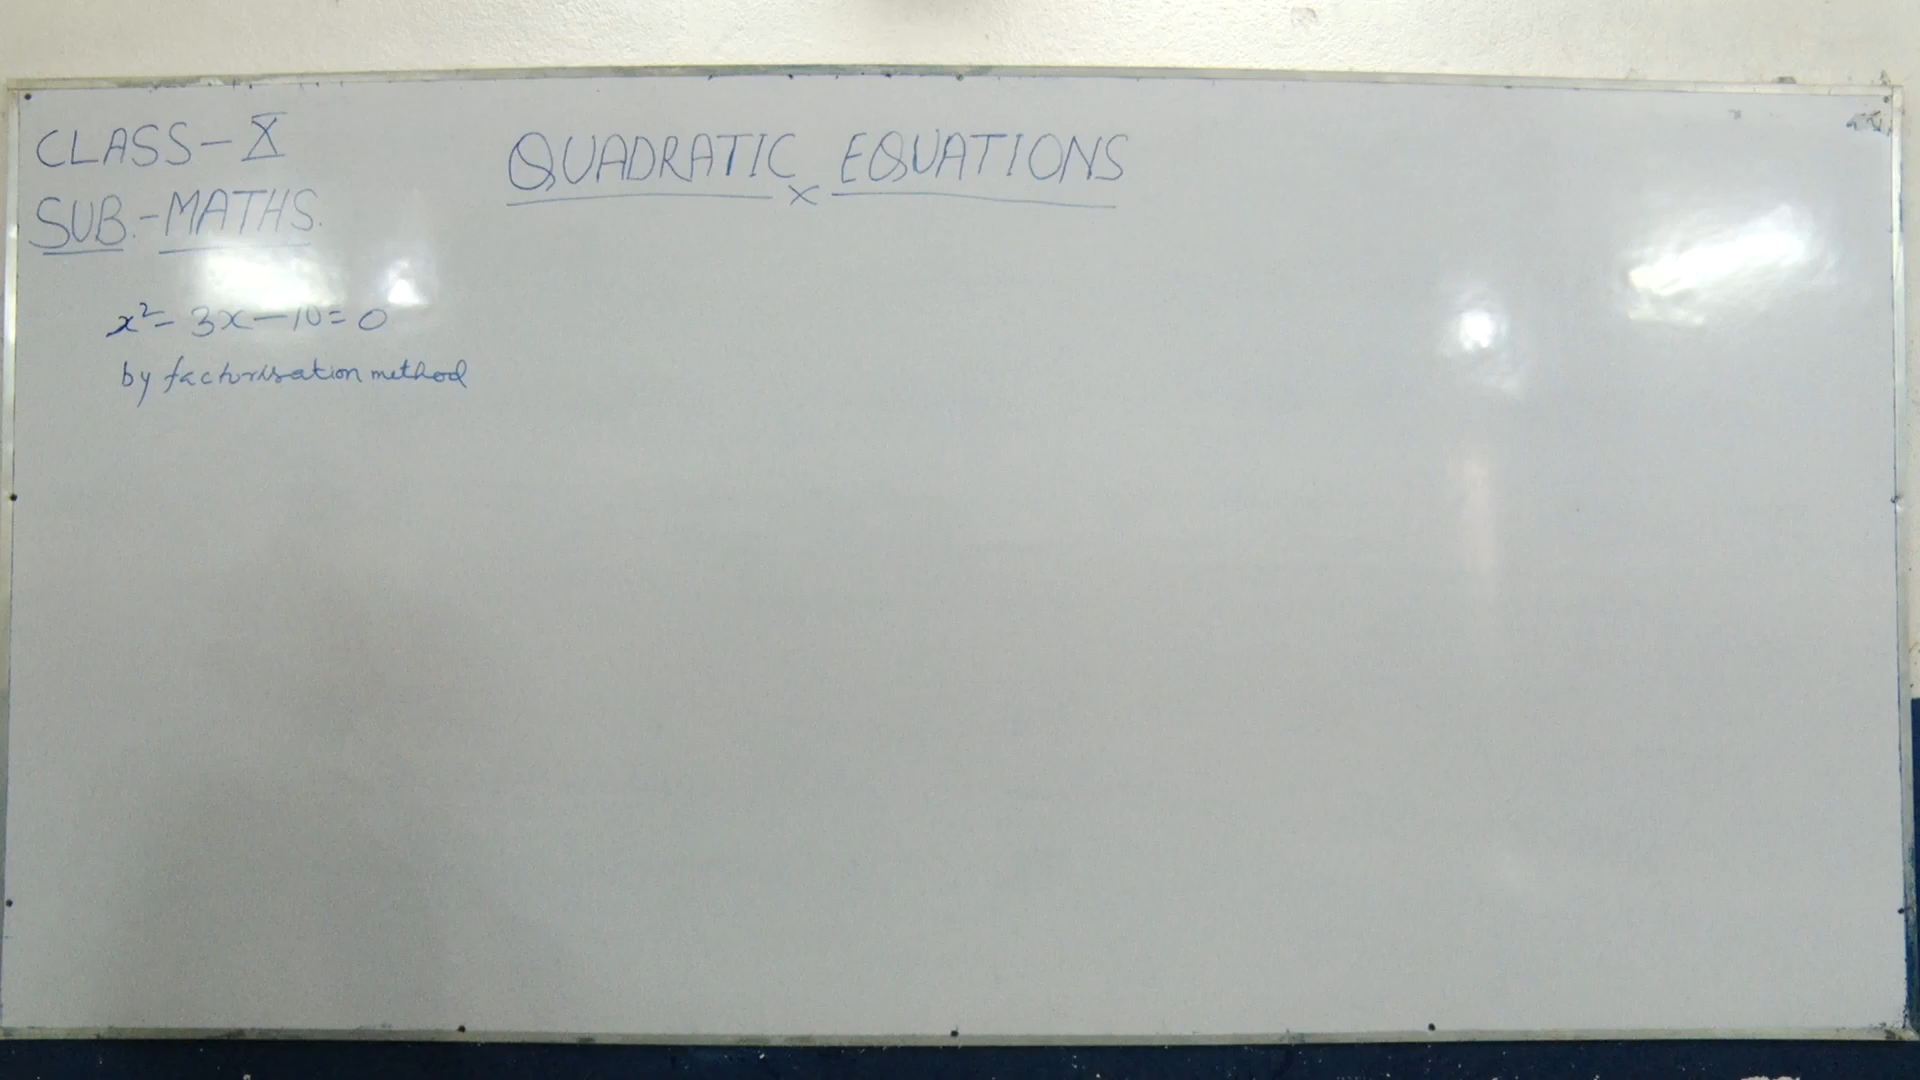 CLASS-X
SUB.-MATHS.
QUADRATIC EQUATIONS
x
x²- 3x-10=0
by factorisation method